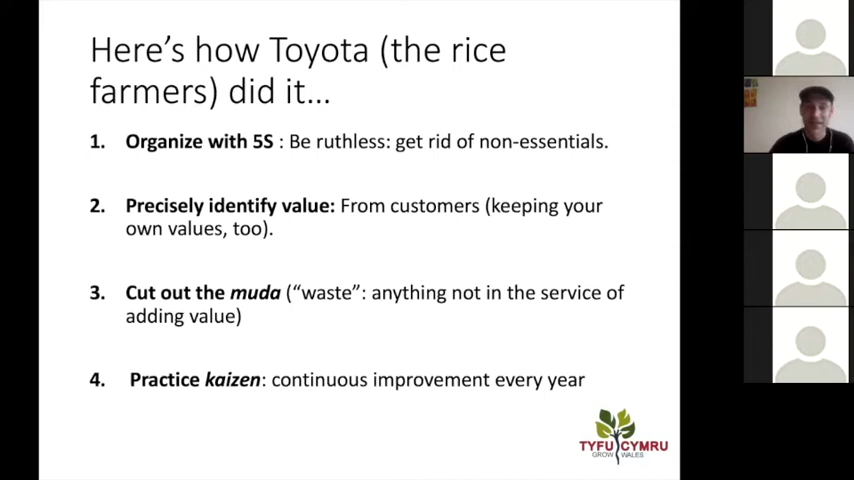 Here’s how Toyota (the rice
farmers) did it…
1. Organize with 5S : Be ruthless: get rid of non-essentials.
2. Precisely identify value: From customers (keeping your
own values, too).
3. Cut out the muda (“waste”: anything not in the service of
adding value)
4. Practice kaizen: continuous improvement every year
TYFU CYMRU
GROW WALES